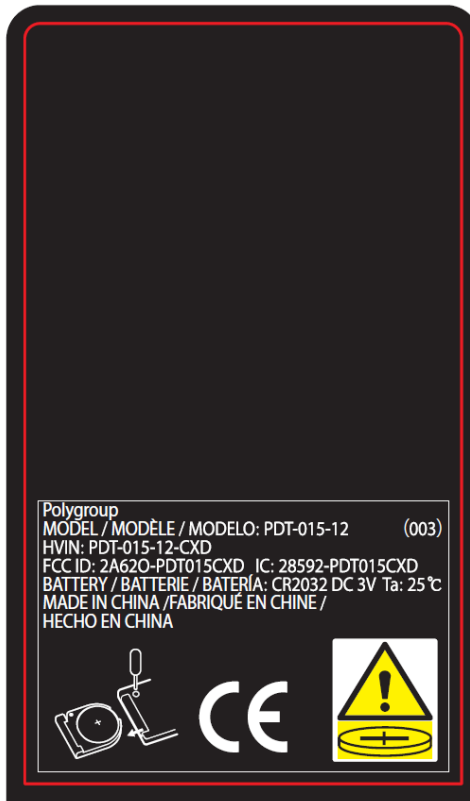 Polygroup
MODEL / MODÈLE / MODELO: PDT-015-12 (003)
HVIN: PDT-015-12-CXD
FCC ID: 2A62O-PDT015CXD IC: 28592-PDT015CXD
BATTERY / BATTERIE / BATERÍA: CR2032 DC 3V Ta: 25℃
MADE IN CHINA /FABRIQUÉ EN CHINE /
HECHO EN CHINA
CE